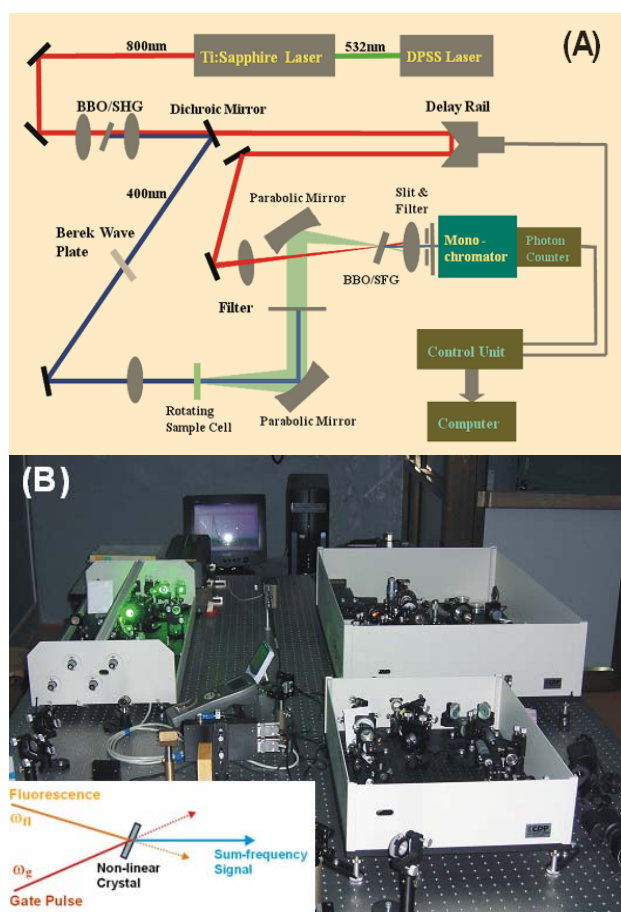 (A)
800nm
Ti:Sapphire Laser
532nm
DPSS Laser
BBO/SHG
Dichroic Mirror
Delay Rail
400nm
Parabolic Mirror
Slit &
Filter
Berek Wave
Plate
Mono-
chromator
Photon
Counter
BBO/SFG
Filter
Control Unit
Rotating
Sample Cell
Parabolic Mirror
Computer
(B)
CDP
Fluorescence
ωfl
ωg
Gate Pulse
Non-linear
Crystal
Sum-frequency
Signal